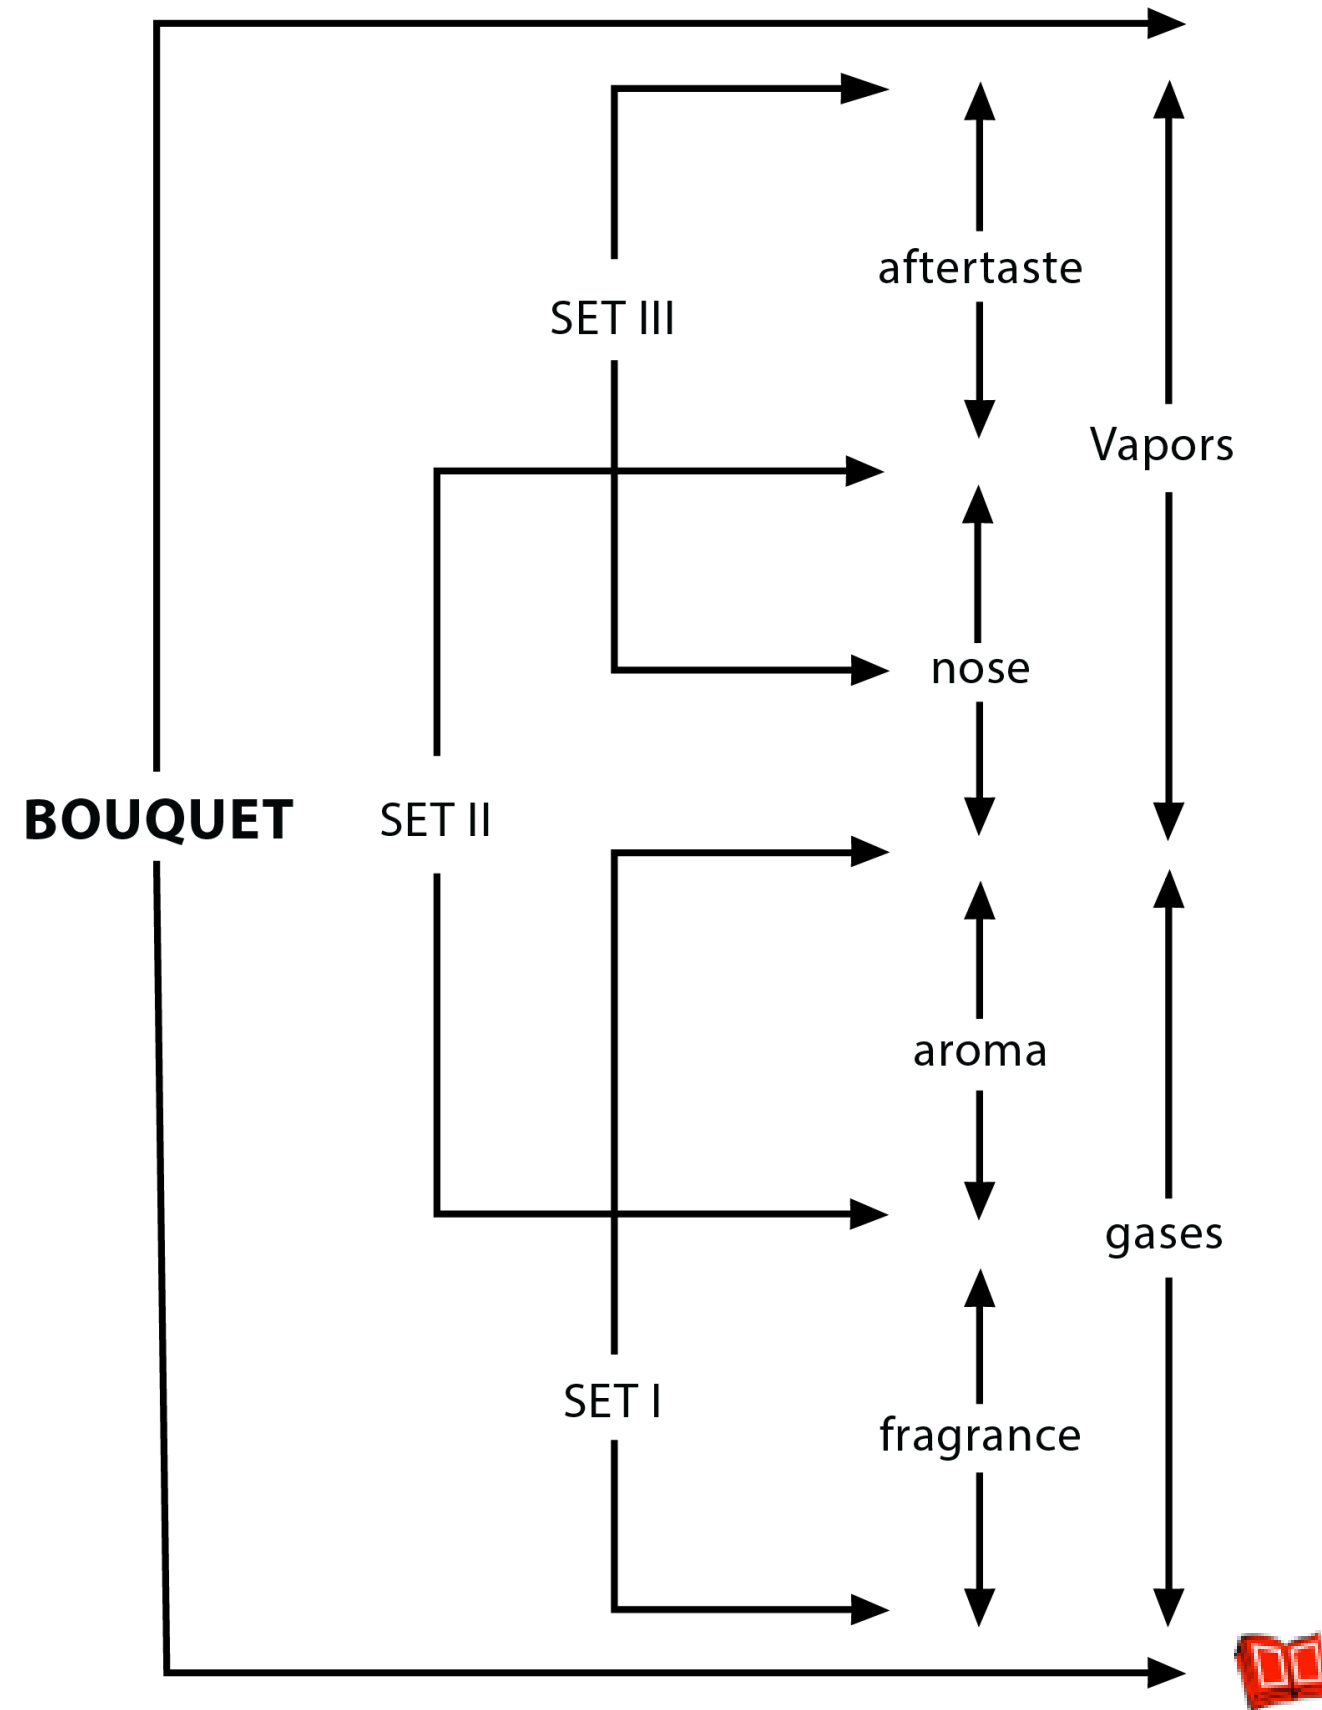 aftertaste
SET III
Vapors
nose
BOUQUET
SET II
aroma
gases
SET I
fragrance